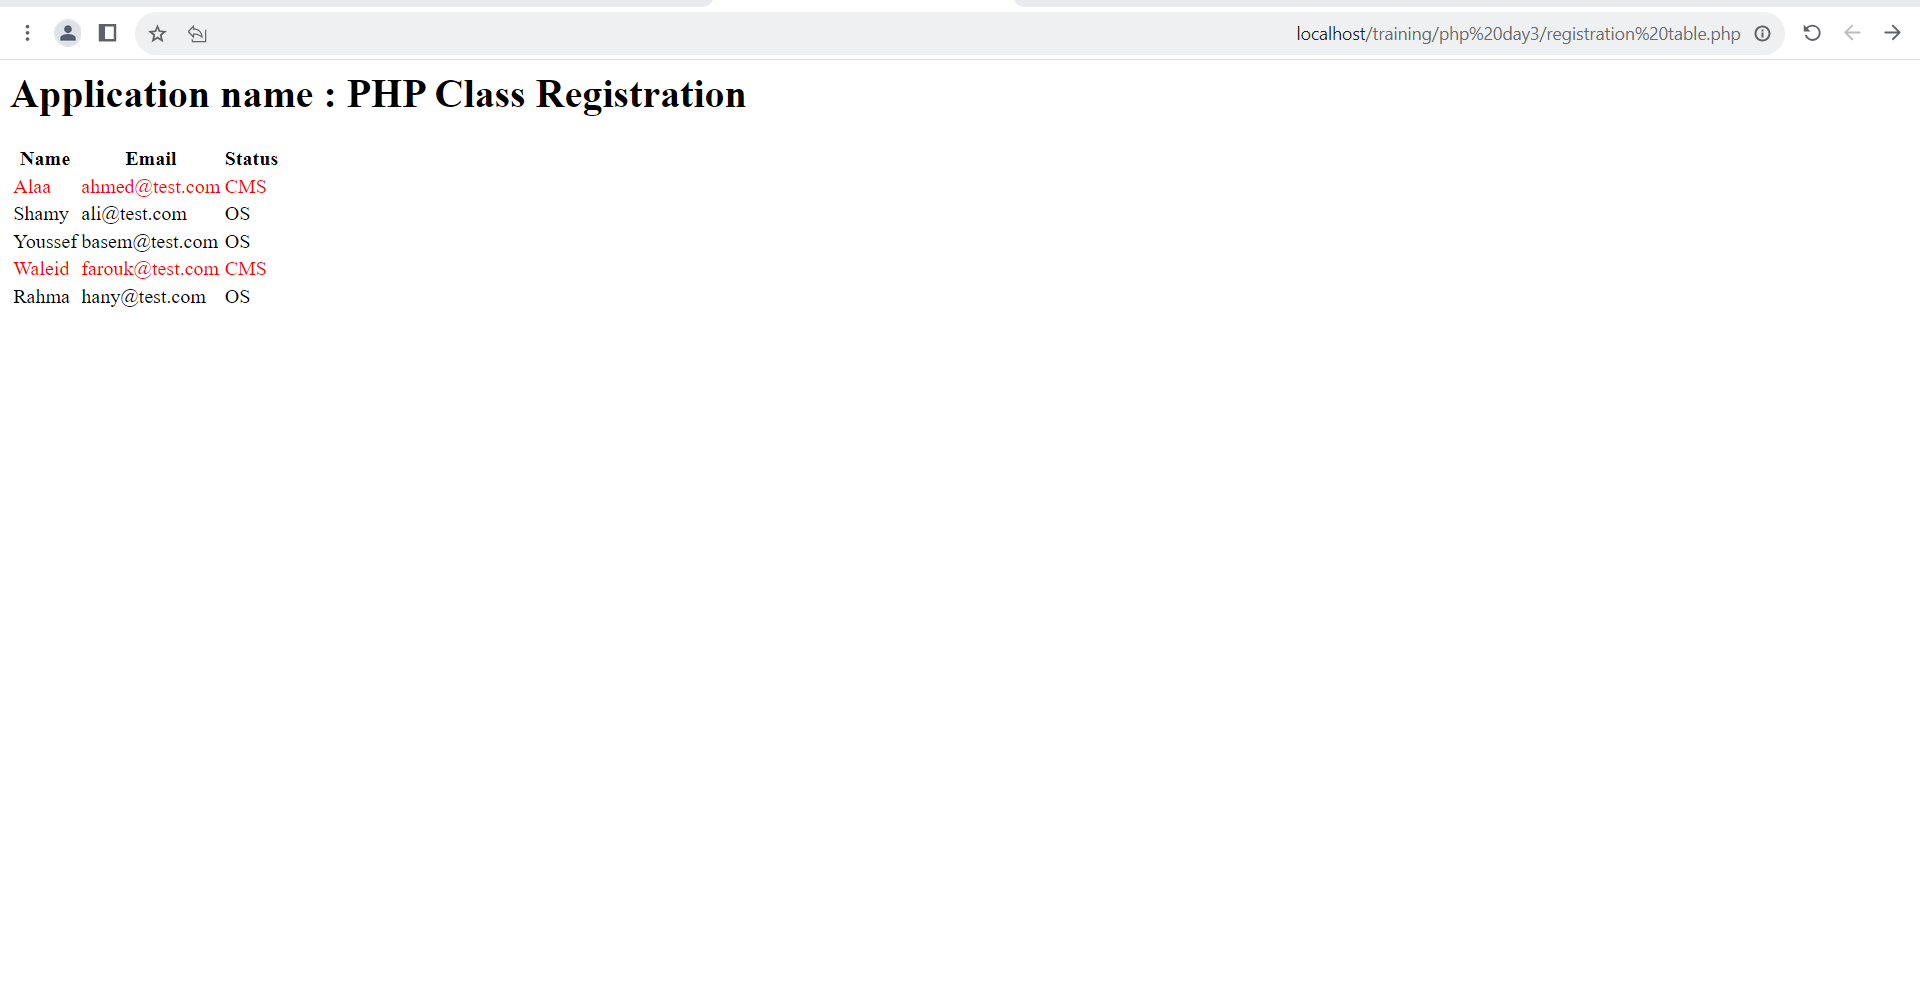 localhost/training/php%20day3/registration%20table.php
Application name : PHP Class Registration
Name Email Status
Alaa ahmed@test.com CMS
Shamy ali@test.com OS
Youssef basem@test.com OS
Waleid farouk@test.com CMS
Rahma hany@test.com OS